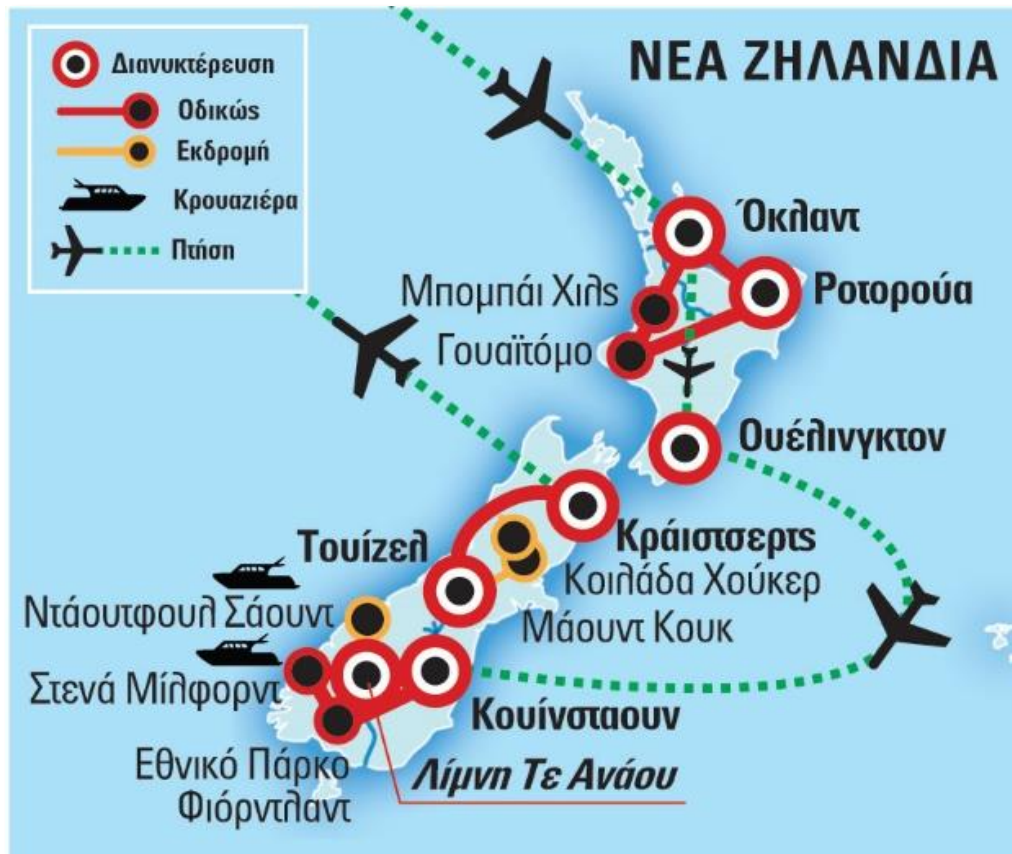 Διανυκτέρευση
Οδικώς
Εκδρομή
Κρουαζιέρα
Πτήση
ΝΕΑ ΖΗΛΑΝΔΙΑ
Όκλαντ
Μπομπάι Χιλς
Ροτορούα
Γουαϊτόμο
Ουέλινγκτον
Κράιστσερτς
Τουίζελ
Κοιλάδα Χούκερ
Ντάουτφουλ Σάουντ
Μάουντ Κουκ
Στενά Μίλφορντ
Κουίνσταουν
Εθνικό Πάρκο
Φιόρντλαντ
Λίμνη Τε Ανάου